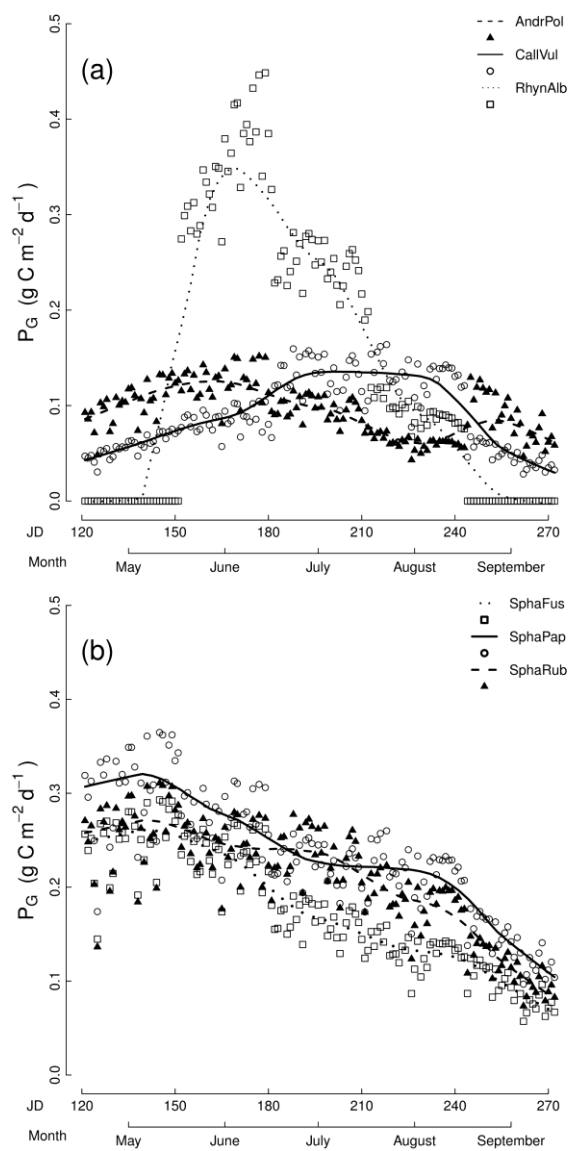 0.5
0.4
0.3
0.2
0.1
0.0
P_G (g C m⁻² d⁻¹)
(a)
AndrPol
CallVul
RhynAlb
JD 120 150 180 210 240 270
Month May June July August September
0.5
0.4
0.3
0.2
0.1
0.0
P_G (g C m⁻² d⁻¹)
(b)
SphaFus
SphaPap
SphaRub
JD 120 150 180 210 240 270
Month May June July August September